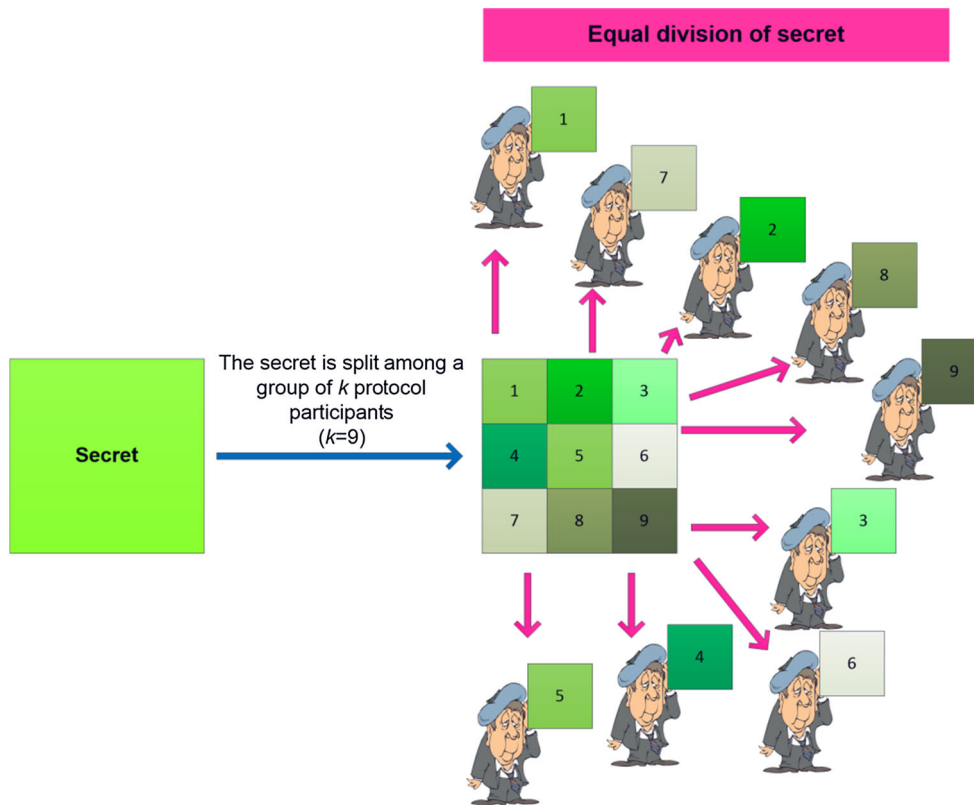 Equal division of secret
1
7
2
8
9
The secret is split among a
group of k protocol
participants
(k=9)
Secret
1 2 3
4 5 6
7 8 9
3
4
6
5